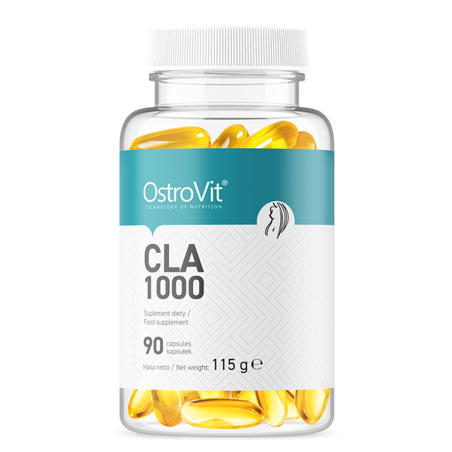 OstroVit®
TECHNOLOGY OF NUTRITION
CLA
1000
Suplement diety /
Food supplement
90 capsules
kapsułek
Masa netto / Net weight: 115 g ℮